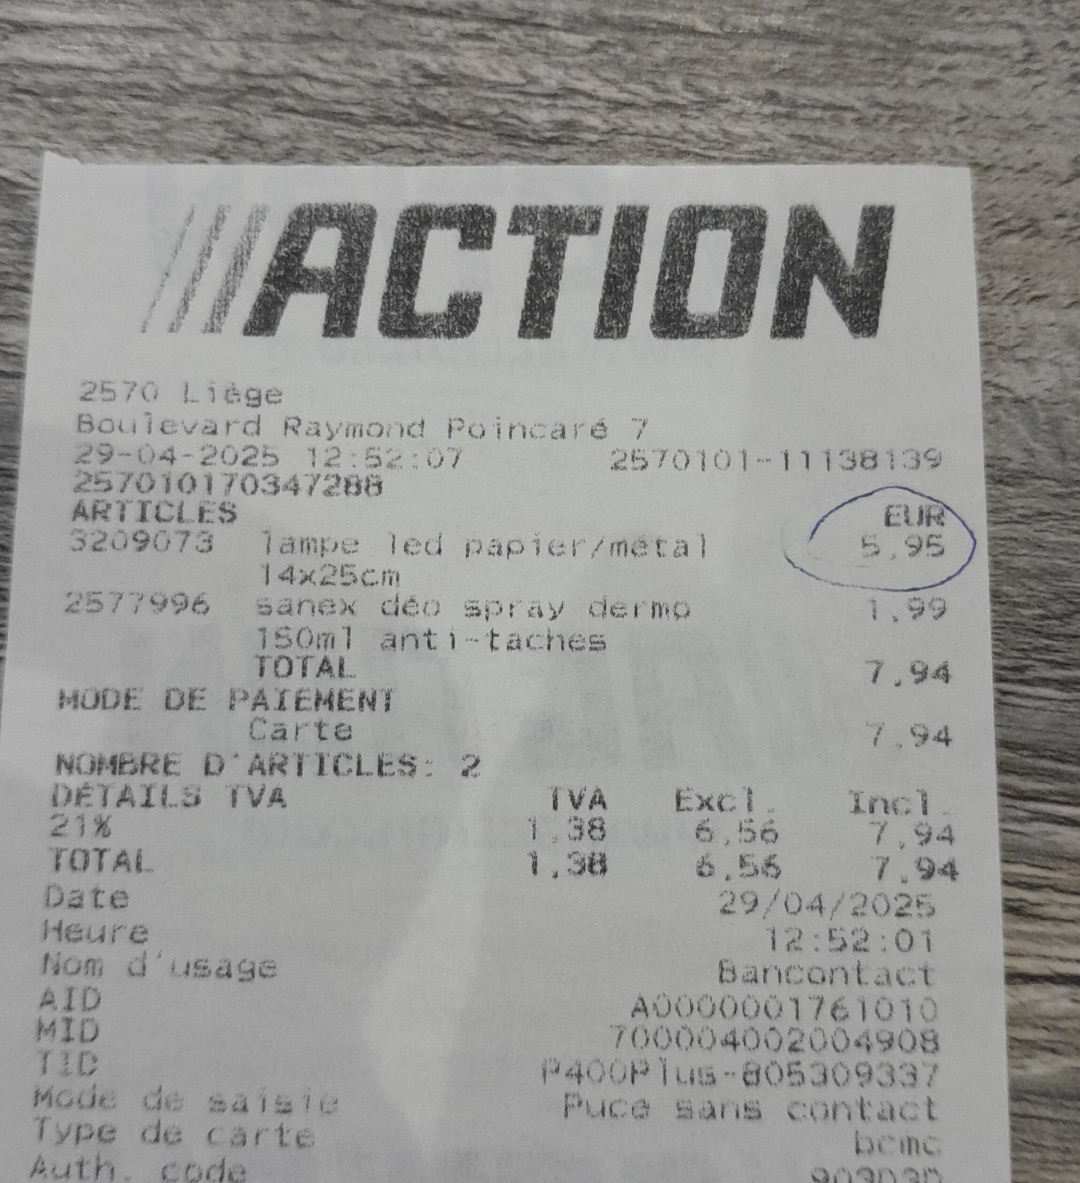 ACTION
2570 Liège
Boulevard Raymond Poincaré 7
29-04-2025 12:52:07 2570101-11138139
257010170347288
ARTICLES EUR
3209073 lampe led papier/métal 5,95
14x25cm
2577996 sanex déo spray dermo 1,99
150ml anti-taches
TOTAL 7,94
MODE DE PAIEMENT
Carte 7,94
NOMBRE D'ARTICLES: 2
DÉTAILS TVA TVA Excl. Incl.
21% 1,38 6,56 7,94
TOTAL 1,38 6,56 7,94
Date 29/04/2025
Heure 12:52:01
Nom d'usage Bancontact
AID A0000001761010
MID 700004002004908
TID P400Plus-805309337
Mode de saisie Puce sans contact
Type de carte bcmc
Auth. code